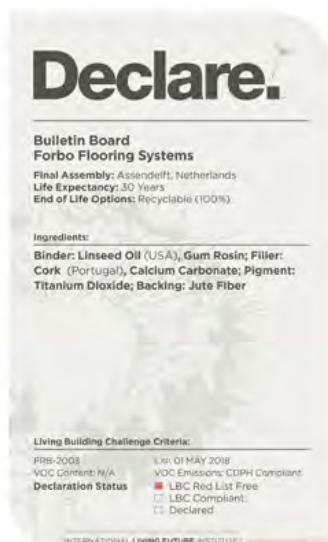 Declare.
Bulletin Board
Forbo Flooring Systems
Final Assembly: Assendelft, Netherlands
Life Expectancy: 30 Years
End of Life Options: Recyclable (100%)
Ingredients:
Binder: Linseed Oil (USA), Gum Rosin; Filler:
Cork (Portugal), Calcium Carbonate; Pigment:
Titanium Dioxide; Backing: Jute Fiber
Living Building Challenge Criteria:
FRB-2003 EXP. 01 MAY 2018
VOC Content: N/A VOC Emissions: CDPH Compliant
Declaration Status LBC Red List Free
LBC Compliant
Declared
INTERNATIONAL LIVING FUTURE INSTITUTE